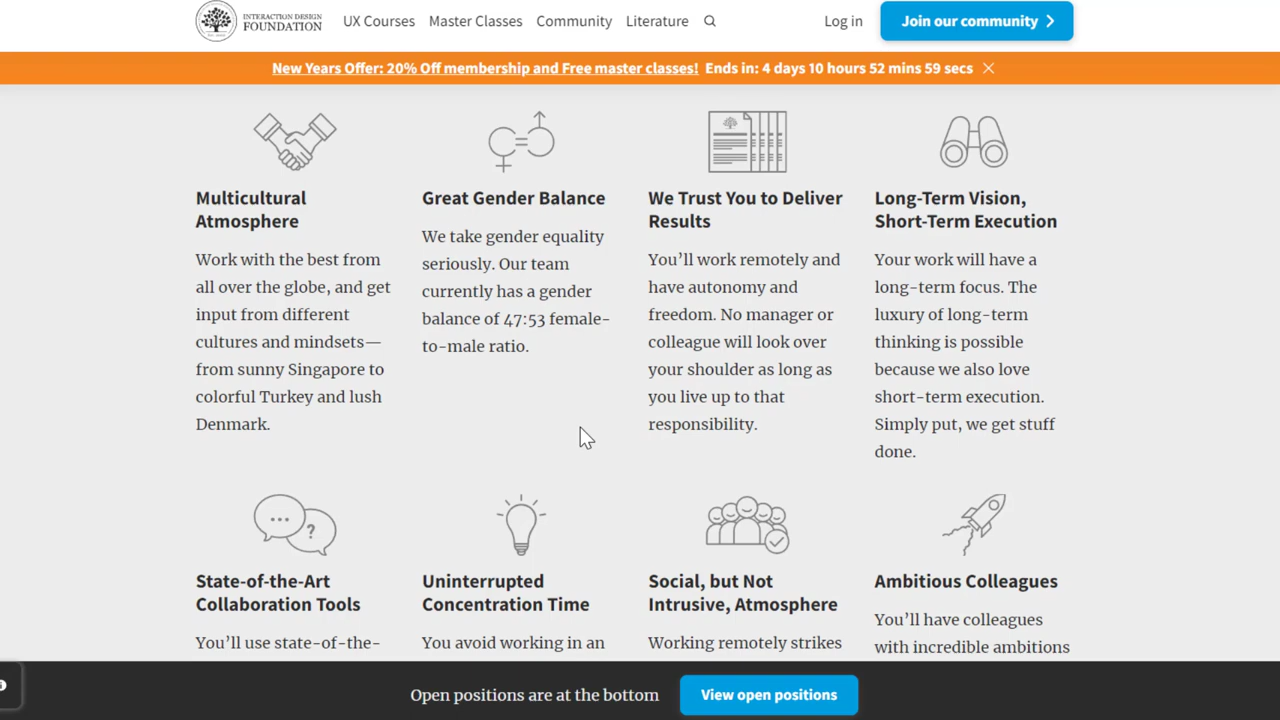 INTERACTION DESIGN
FOUNDATION
UX Courses
Master Classes
Community
Literature
Log in
Join our community
New Years Offer: 20% Off membership and Free master classes! Ends in: 4 days 10 hours 52 mins 59 secs
Multicultural
Atmosphere
Work with the best from
all over the globe, and get
input from different
cultures and mindsets—
from sunny Singapore to
colorful Turkey and lush
Denmark.
Great Gender Balance
We take gender equality
seriously. Our team
currently has a gender
balance of 47:53 female-
to-male ratio.
We Trust You to Deliver
Results
You’ll work remotely and
have autonomy and
freedom. No manager or
colleague will look over
your shoulder as long as
you live up to that
responsibility.
Long-Term Vision,
Short-Term Execution
Your work will have a
long-term focus. The
luxury of long-term
thinking is possible
because we also love
short-term execution.
Simply put, we get stuff
done.
State-of-the-Art
Collaboration Tools
You’ll use state-of-the-
Uninterrupted
Concentration Time
You avoid working in an
Social, but Not
Intrusive, Atmosphere
Working remotely strikes
Ambitious Colleagues
You’ll have colleagues
with incredible ambitions
Open positions are at the bottom
View open positions